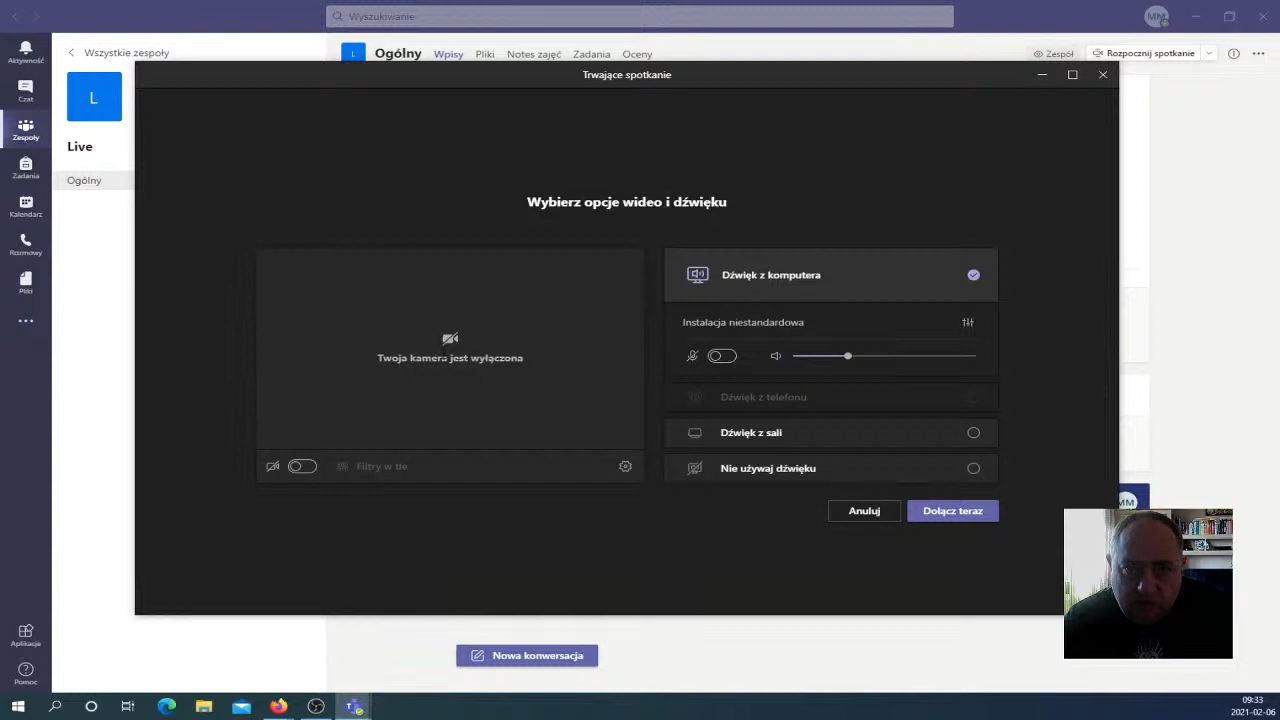 Wyszukiwanie
MM
Aktywność
Czat
Zespoły
Zadania
Kalendarz
Rozmowy
Pliki
Aplikacje
Pomoc
Wszystkie zespoły
L
Live
Ogólny
L
Ogólny
Wpisy
Pliki
Notes zajęć
Zadania
Oceny
Zespół
Rozpocznij spotkanie
Trwające spotkanie
Wybierz opcje wideo i dźwięku
Twoja kamera jest wyłączona
Filtry w tle
Dźwięk z komputera
Instalacja niestandardowa
Dźwięk z telefonu
Dźwięk z sali
Nie używaj dźwięku
Anuluj
Dołącz teraz
MM
Nowa konwersacja
09:33
2021-02-06